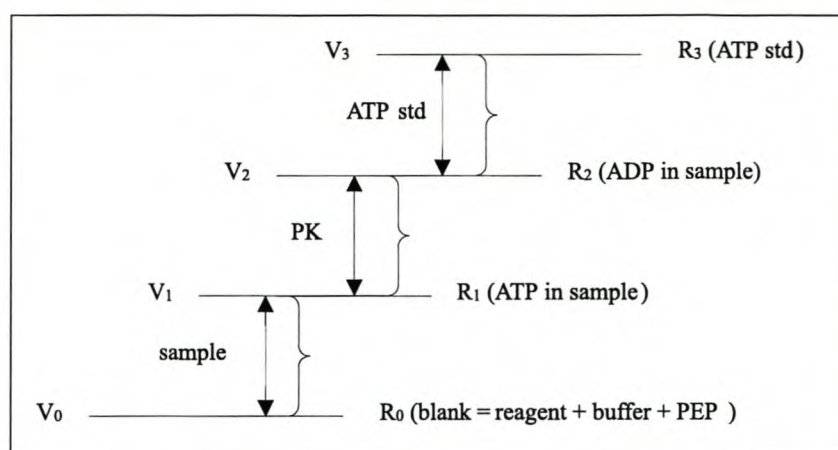 V₃ R₃ (ATP std)
ATP std
V₂ R₂ (ADP in sample)
PK
V₁ R₁ (ATP in sample)
sample
V₀ R₀ (blank = reagent + buffer + PEP )